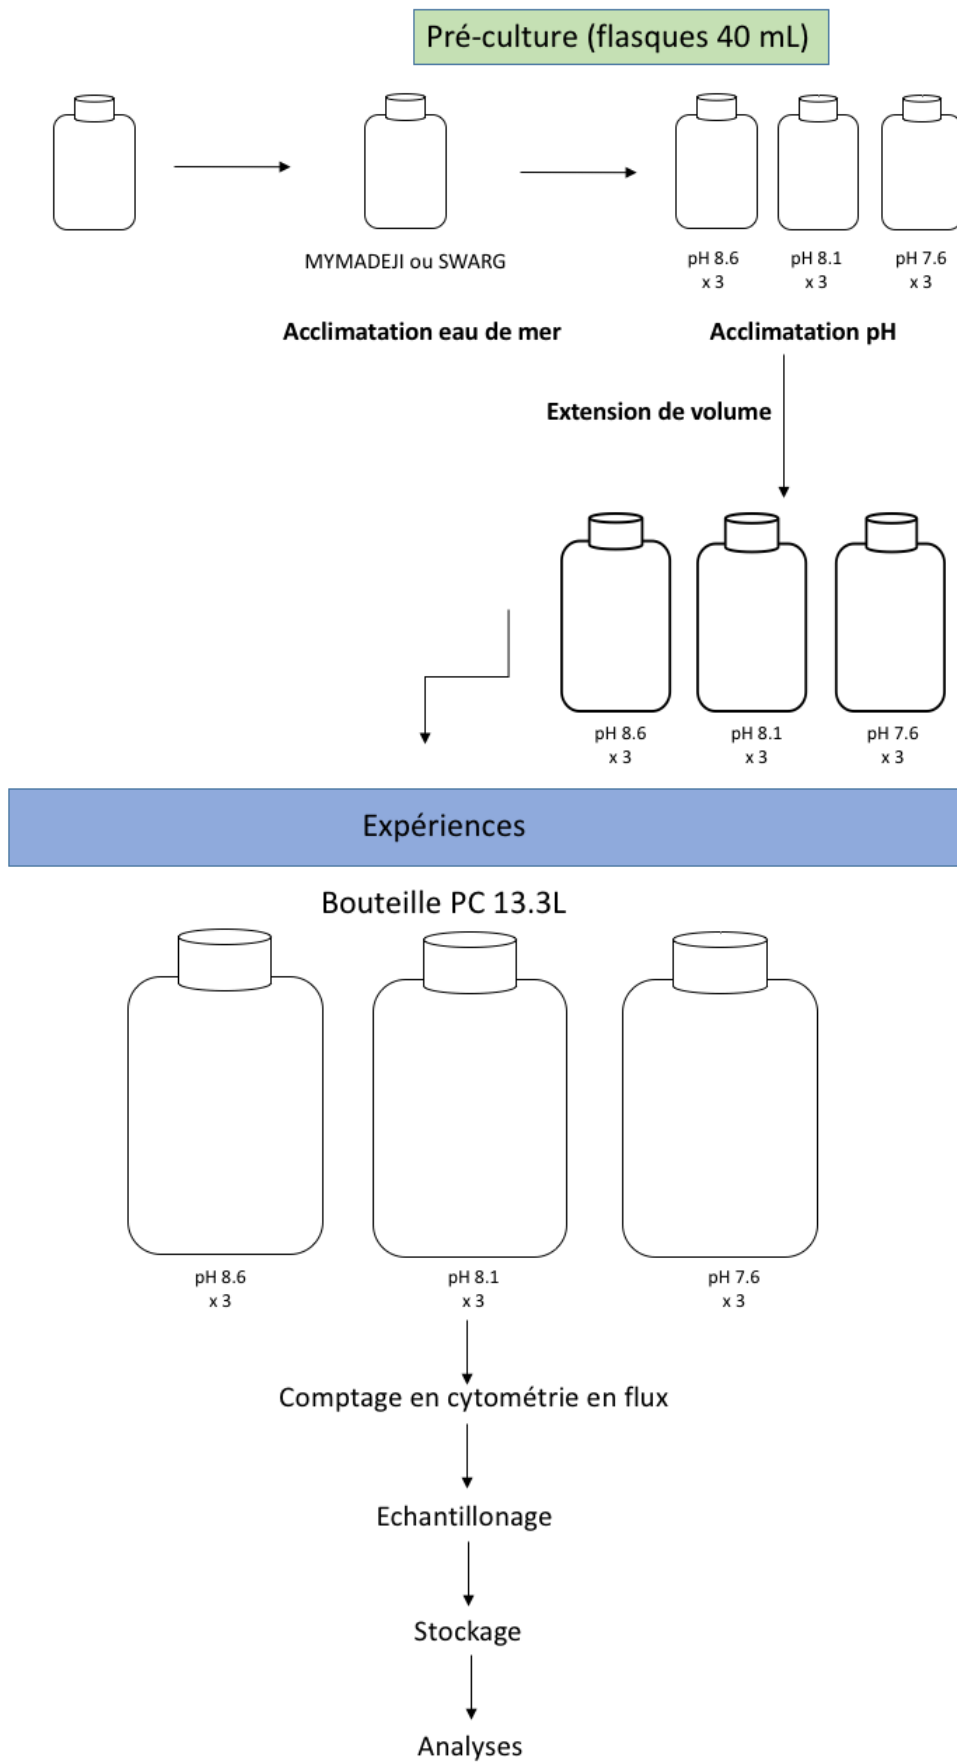 Pré-culture (flasques 40 mL)
MYMADEJI ou SWARG
pH 8.6
x 3
pH 8.1
x 3
pH 7.6
x 3
Acclimatation eau de mer
Acclimatation pH
Extension de volume
pH 8.6
x 3
pH 8.1
x 3
pH 7.6
x 3
Expériences
Bouteille PC 13.3L
pH 8.6
x 3
pH 8.1
x 3
pH 7.6
x 3
Comptage en cytométrie en flux
Echantillonage
Stockage
Analyses